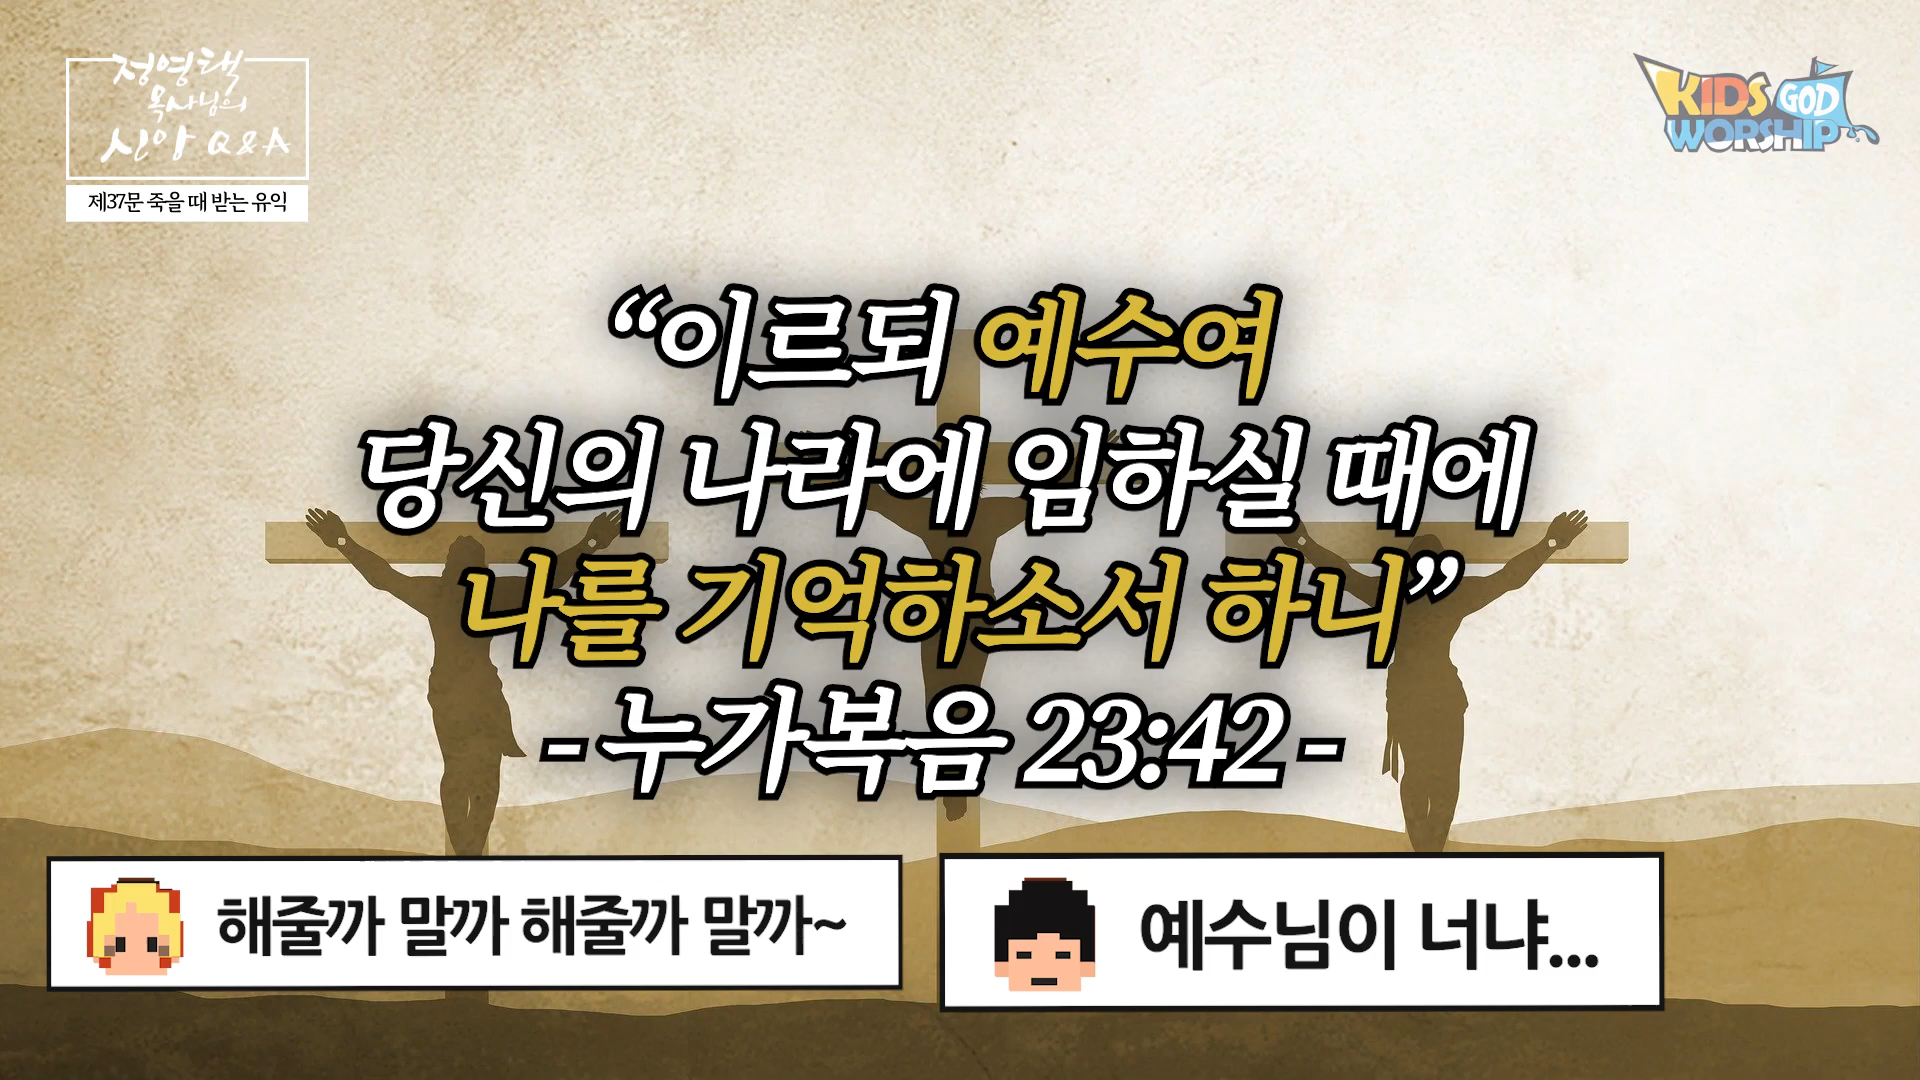 정영택
목사님의
신앙 Q&A
제37문 죽을 때 받는 유익
KIDS GOD
WORSHIP
“이르되 예수여
당신의 나라에 임하실 때에
나를 기억하소서 하니”
- 누가복음 23:42 -
해줄까 말까 해줄까 말까~
예수님이 너냐...